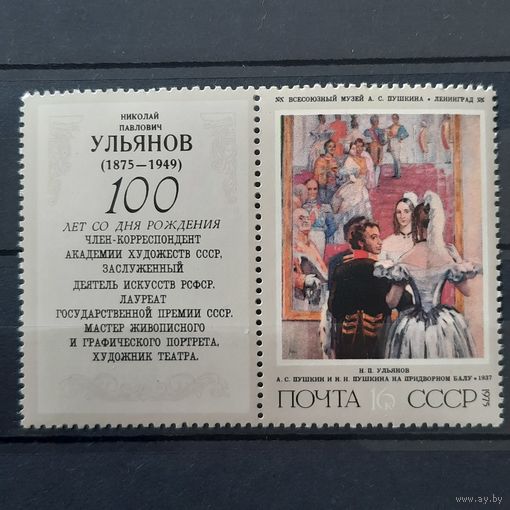 НИКОЛАЙ
ПАВЛОВИЧ
УЛЬЯНОВ
(1875—1949)
100
ЛЕТ СО ДНЯ РОЖДЕНИЯ
ЧЛЕН-КОРРЕСПОНДЕНТ
АКАДЕМИИ ХУДОЖЕСТВ СССР,
ЗАСЛУЖЕННЫЙ
ДЕЯТЕЛЬ ИСКУССТВ РСФСР.
ЛАУРЕАТ
ГОСУДАРСТВЕННОЙ ПРЕМИИ СССР.
МАСТЕР ЖИВОПИСНОГО
И ГРАФИЧЕСКОГО ПОРТРЕТА,
ХУДОЖНИК ТЕАТРА.
ВСЕСОЮЗНЫЙ МУЗЕЙ А. С. ПУШКИНА • ЛЕНИНГРАД
Н. П. УЛЬЯНОВ
А. С. ПУШКИН И Н. Н. ПУШКИНА НА ПРИДВОРНОМ БАЛУ • 1937
ПОЧТА 16к СССР
1975
ay.by